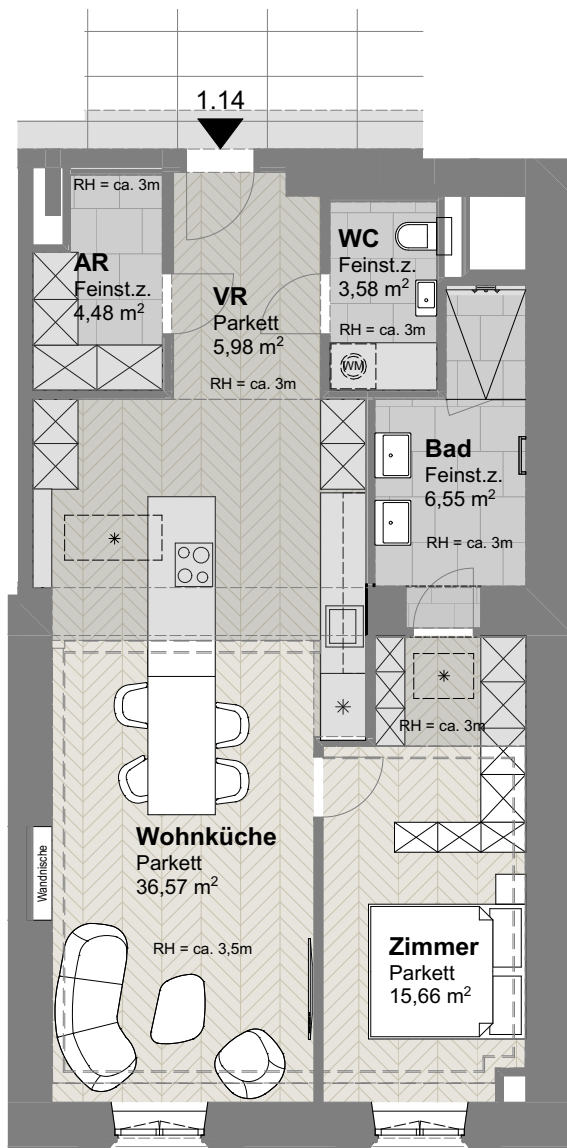 1.14
RH = ca. 3m
AR
Feinst.z.
4,48 m²
VR
Parkett
5,98 m²
RH = ca. 3m
WC
Feinst.z.
3,58 m²
RH = ca. 3m
WM
Bad
Feinst.z.
6,55 m²
RH = ca. 3m
RH = ca. 3m
Wohnküche
Parkett
36,57 m²
RH = ca. 3,5m
Wandnische
Zimmer
Parkett
15,66 m²